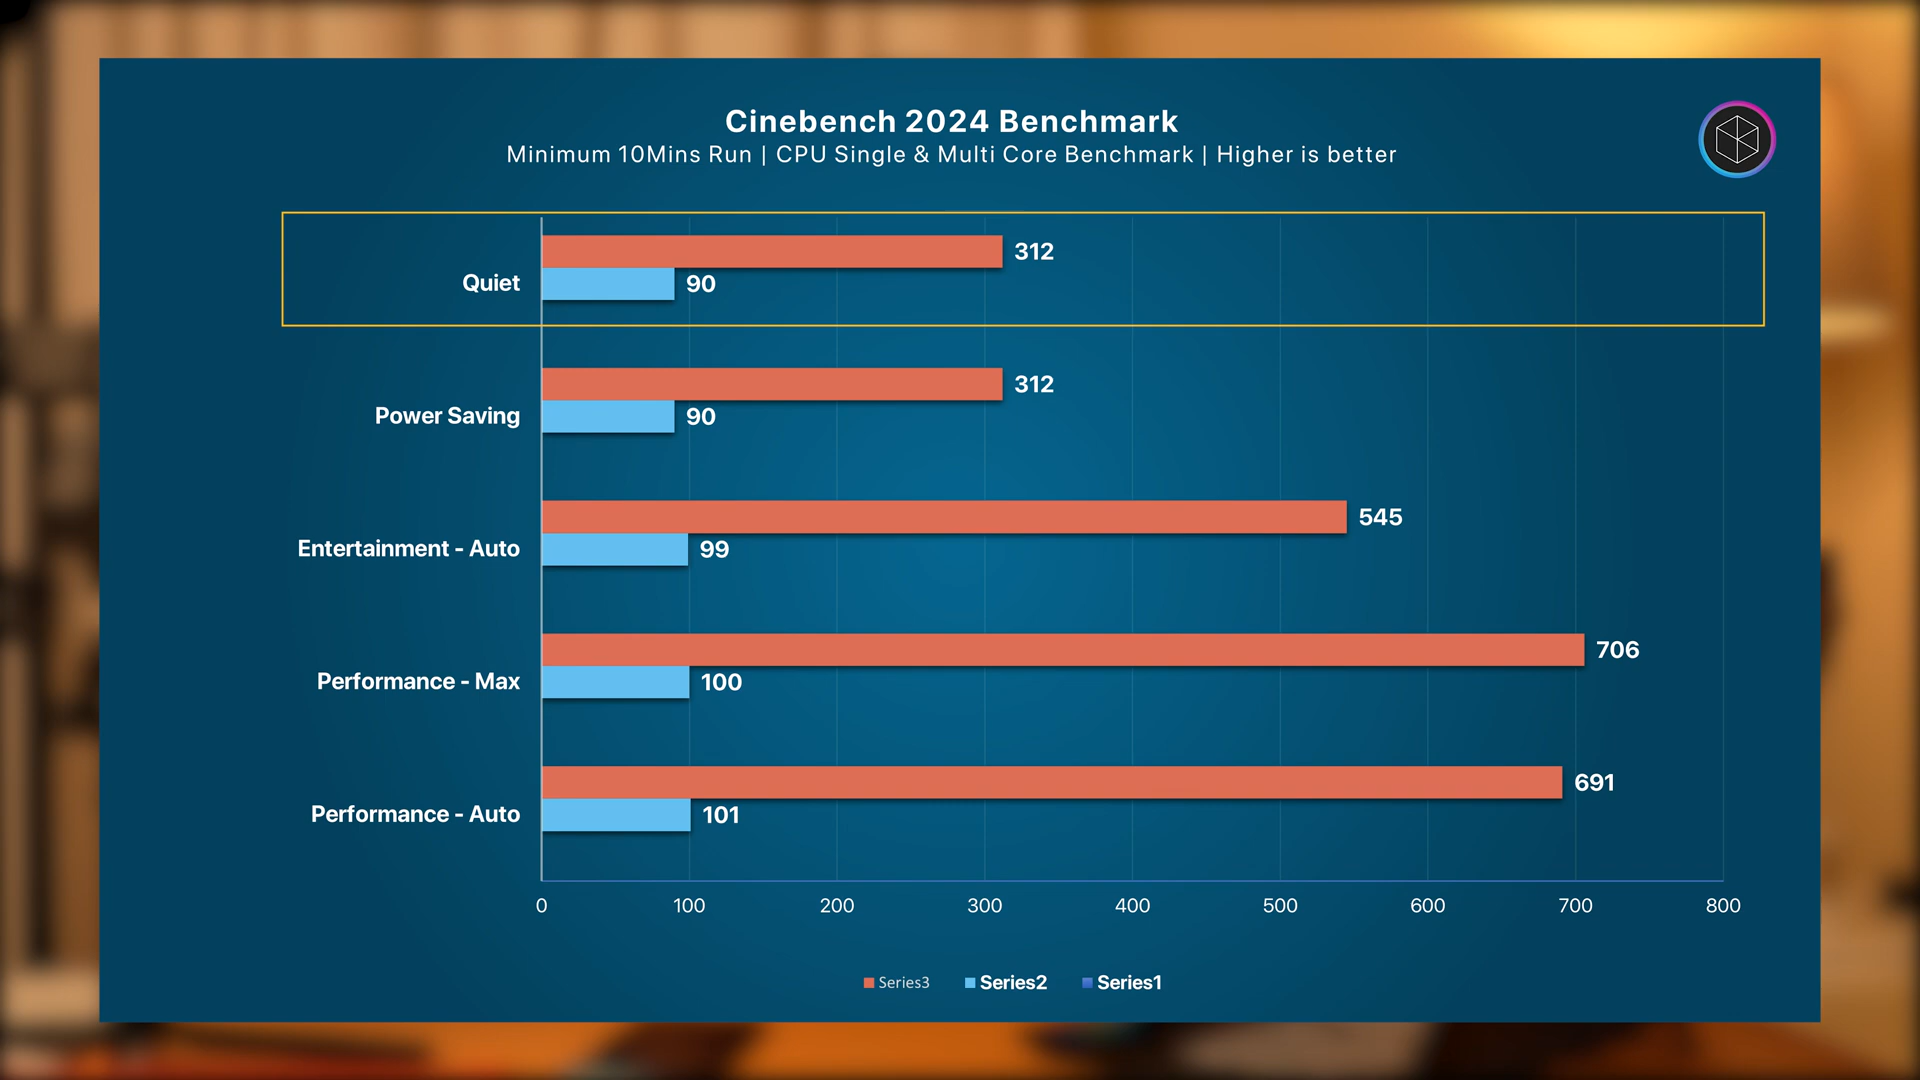 Cinebench 2024 Benchmark
Minimum 10Mins Run | CPU Single & Multi Core Benchmark | Higher is better
312
Quiet 90
312
Power Saving 90
545
Entertainment - Auto 99
706
Performance - Max 100
691
Performance - Auto 101
0 100 200 300 400 500 600 700 800
Series3 Series2 Series1